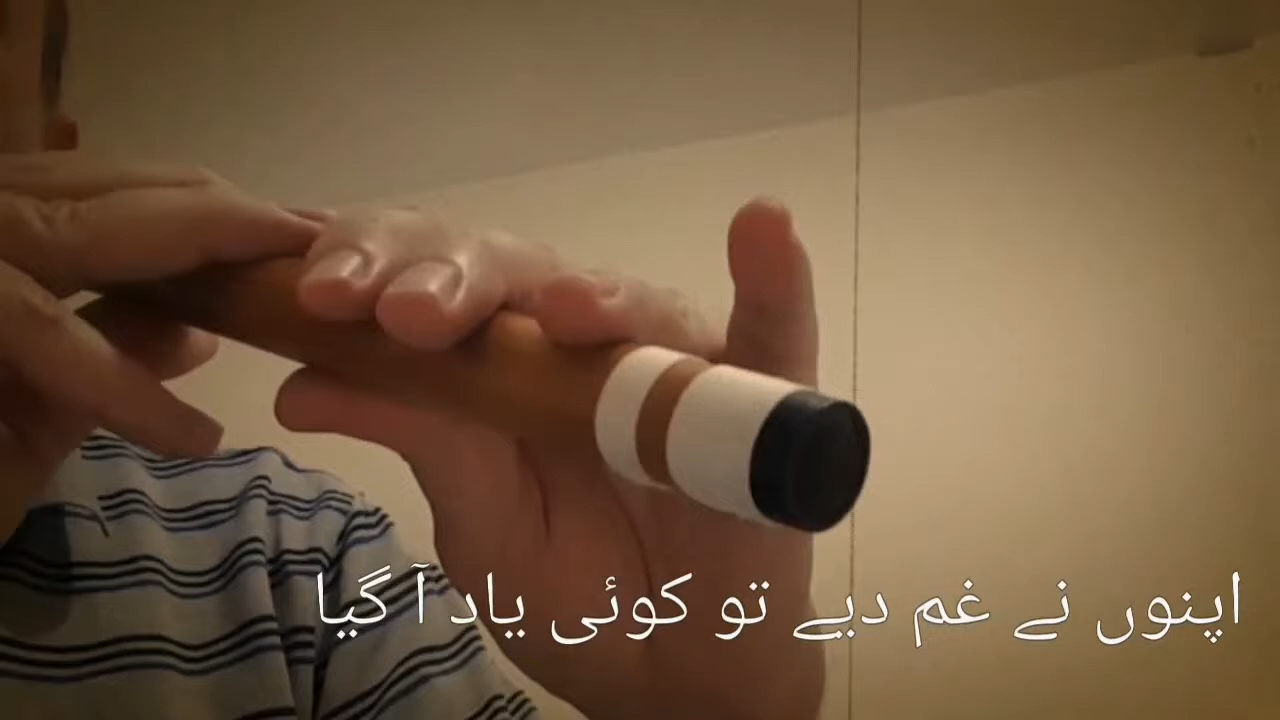 اپنوں نے غم دیے تو کوئی یاد آ گیا